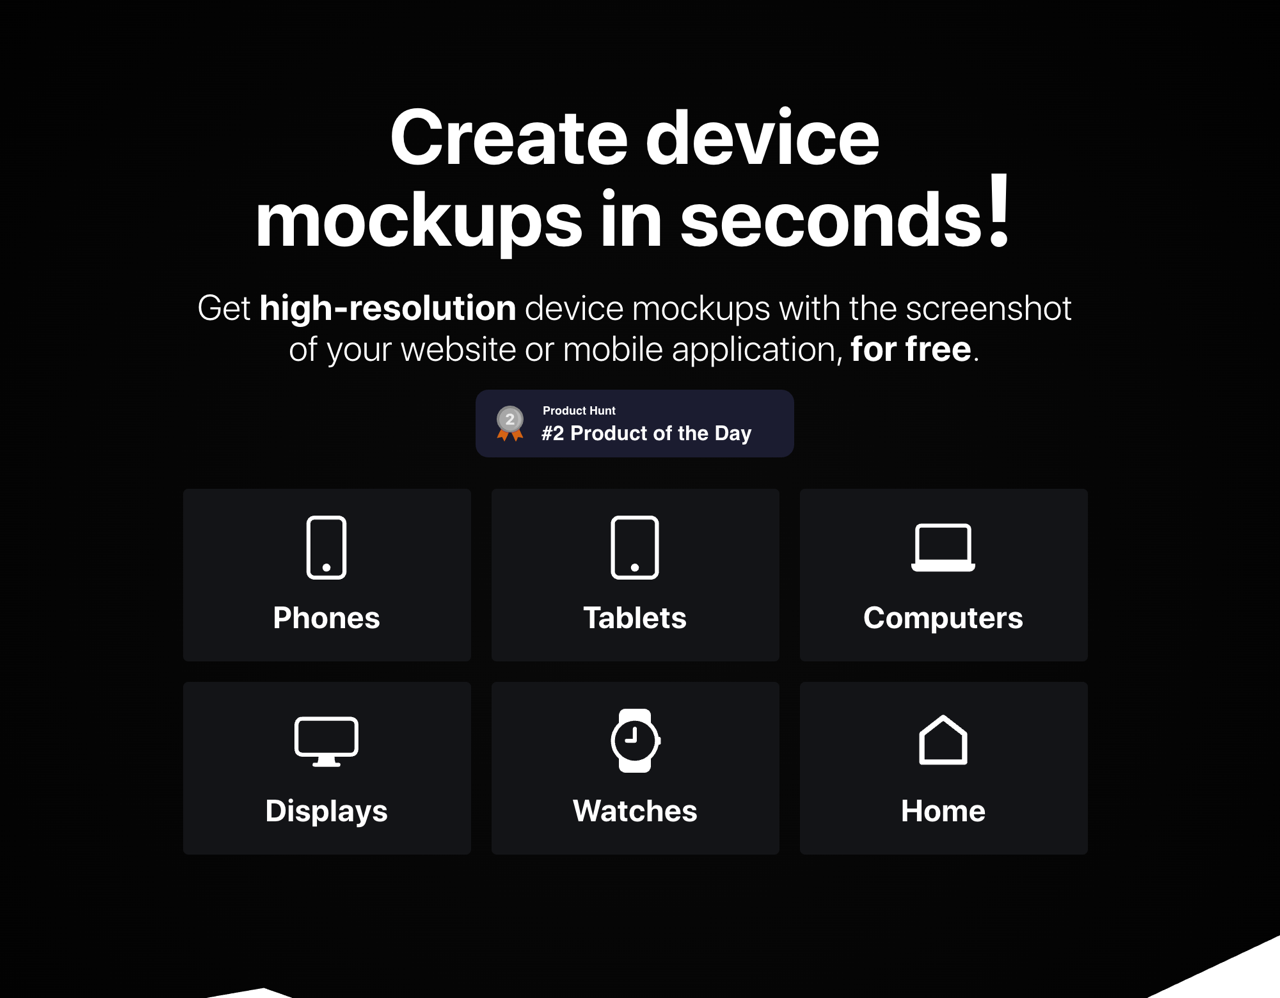 Create device
mockups in seconds!
Get high-resolution device mockups with the screenshot
of your website or mobile application, for free.
2
Product Hunt
#2 Product of the Day
Phones
Tablets
Computers
Displays
Watches
Home